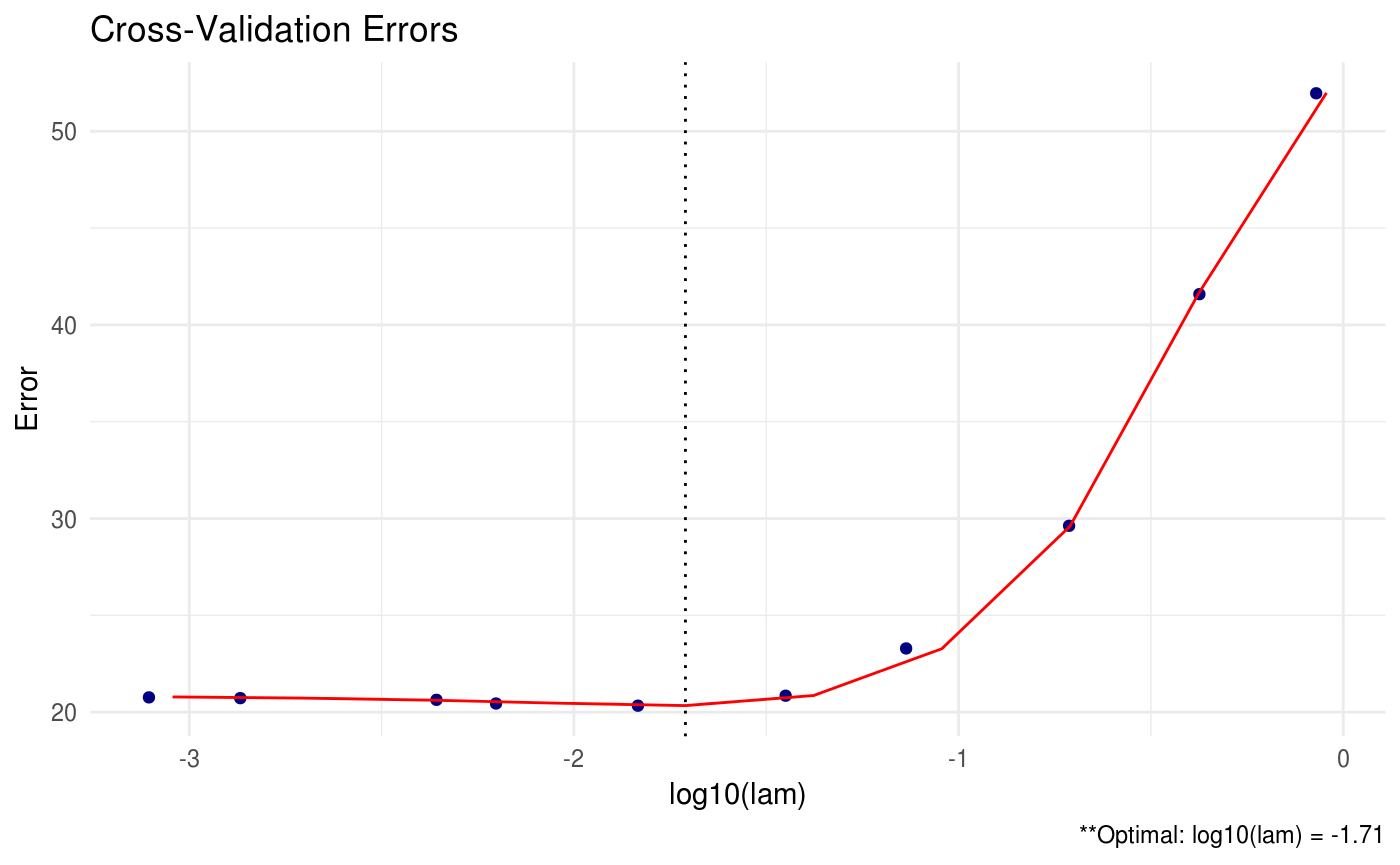 Cross-Validation Errors
Error
50
40
30
20
-3 -2 -1 0
log10(lam)
**Optimal: log10(lam) = -1.71